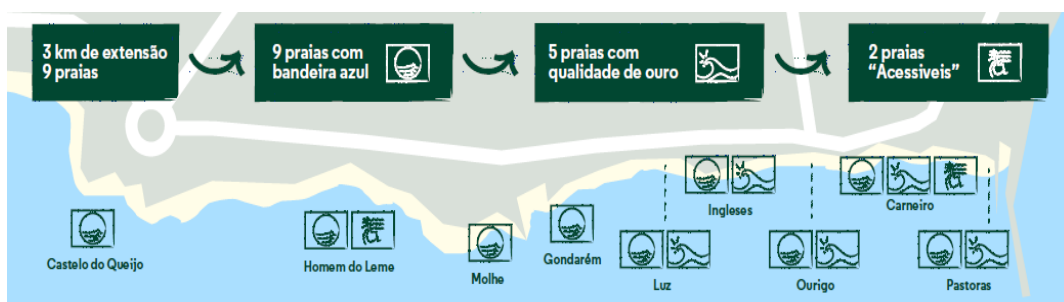 3 km de extensão
9 praias
9 praias com
bandeira azul
5 praias com
qualidade de ouro
2 praias
“Acessiveis”
Castelo do Queijo
Homem do Leme
Molhe
Gondarém
Luz
Ingleses
Ourigo
Carneiro
Pastoras